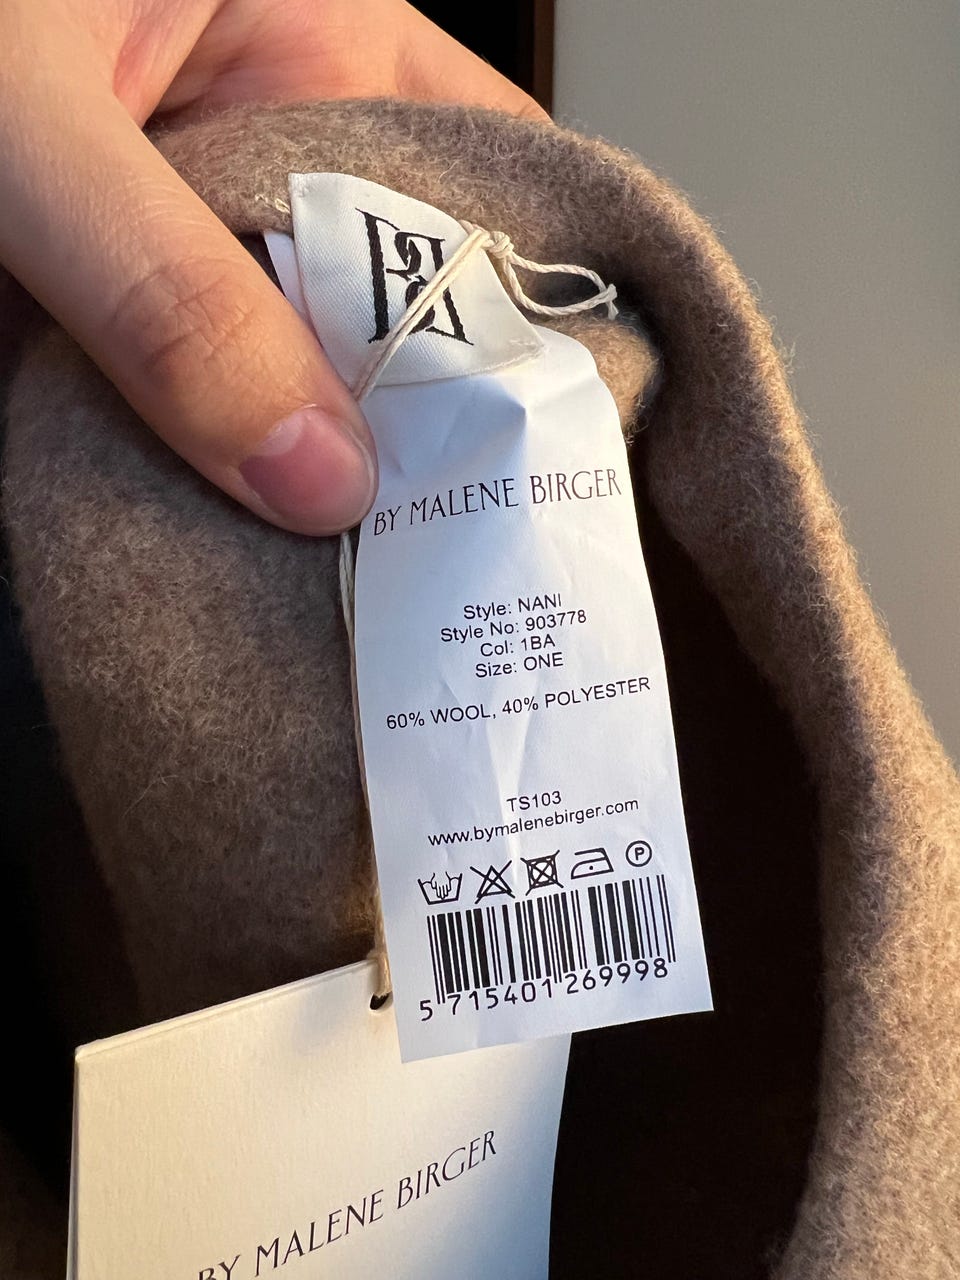 BY MALENE BIRGER
Style: NANI
Style No: 903778
Col: 1BA
Size: ONE
60% WOOL, 40% POLYESTER
TS103
www.bymalenebirger.com
P
5 715401 269998
BY MALENE BIRGER